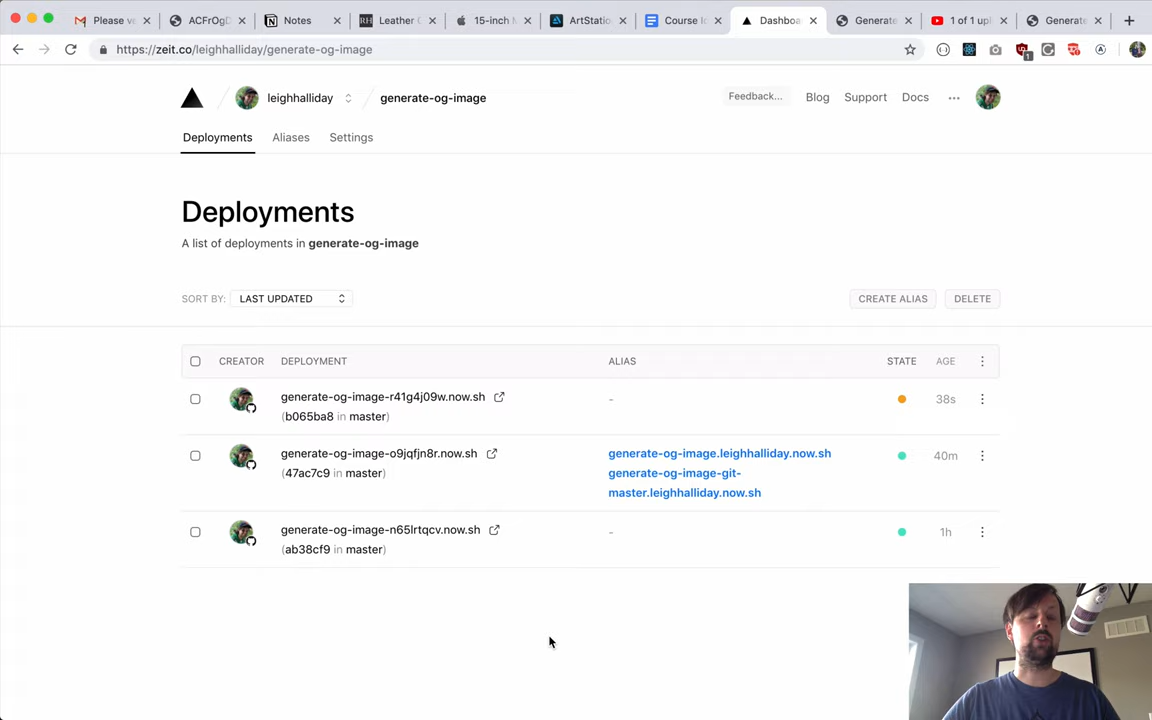 Please ve
ACFrOgD
Notes
RH Leather C
15-inch M
ArtStation
Course Ic
Dashboa
Generate
1 of 1 upl
Generate
https://zeit.co/leighhalliday/generate-og-image
1
leighhalliday
generate-og-image
Feedback...
Blog
Support
Docs
Deployments
Aliases
Settings
Deployments
A list of deployments in generate-og-image
SORT BY: LAST UPDATED
CREATE ALIAS
DELETE
CREATOR DEPLOYMENT ALIAS STATE AGE
generate-og-image-r41g4j09w.now.sh - 38s
(b065ba8 in master)
generate-og-image-o9jqfjn8r.now.sh generate-og-image.leighhalliday.now.sh 40m
(47ac7c9 in master) generate-og-image-git-
master.leighhalliday.now.sh
generate-og-image-n65lrtqcv.now.sh - 1h
(ab38cf9 in master)